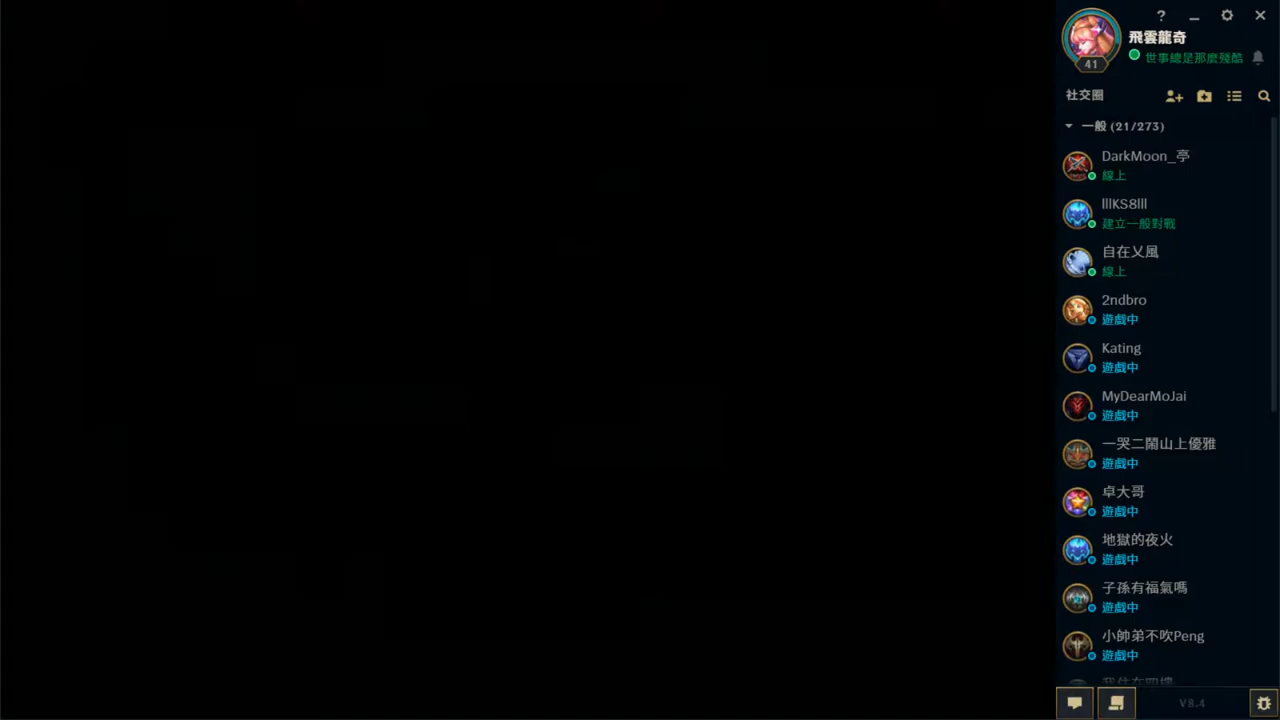 ?
飛雲龍奇
41
世事總是那麼殘酷
社交圈
一般 (21/273)
DarkMoon_亭
線上
lllKS8lll
建立一般對戰
自在乂風
線上
2ndbro
遊戲中
Kating
遊戲中
MyDearMoJai
遊戲中
一哭二鬧山上優雅
遊戲中
卓大哥
遊戲中
地獄的夜火
遊戲中
子孫有福氣嗎
遊戲中
小帥弟不吹Peng
遊戲中
V8.4